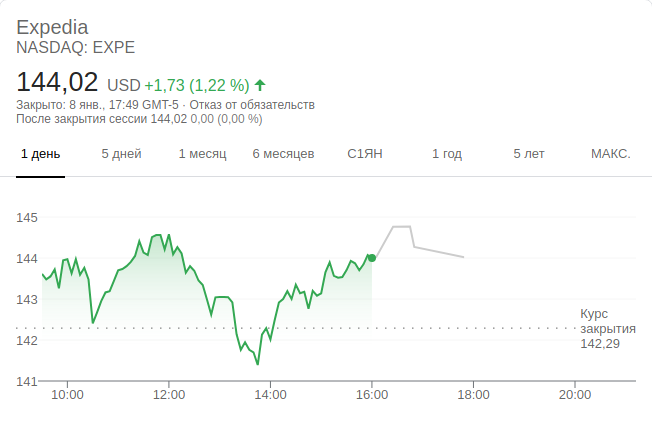 Expedia
NASDAQ: EXPE
144,02 USD +1,73 (1,22 %)
Закрыто: 8 янв., 17:49 GMT-5 · Отказ от обязательств
После закрытия сессии 144,02 0,00 (0,00 %)
1 день 5 дней 1 месяц 6 месяцев С1ЯН 1 год 5 лет МАКС.
145
144
143
Курс
закрытия
142,29
142
141
10:00 12:00 14:00 16:00 18:00 20:00